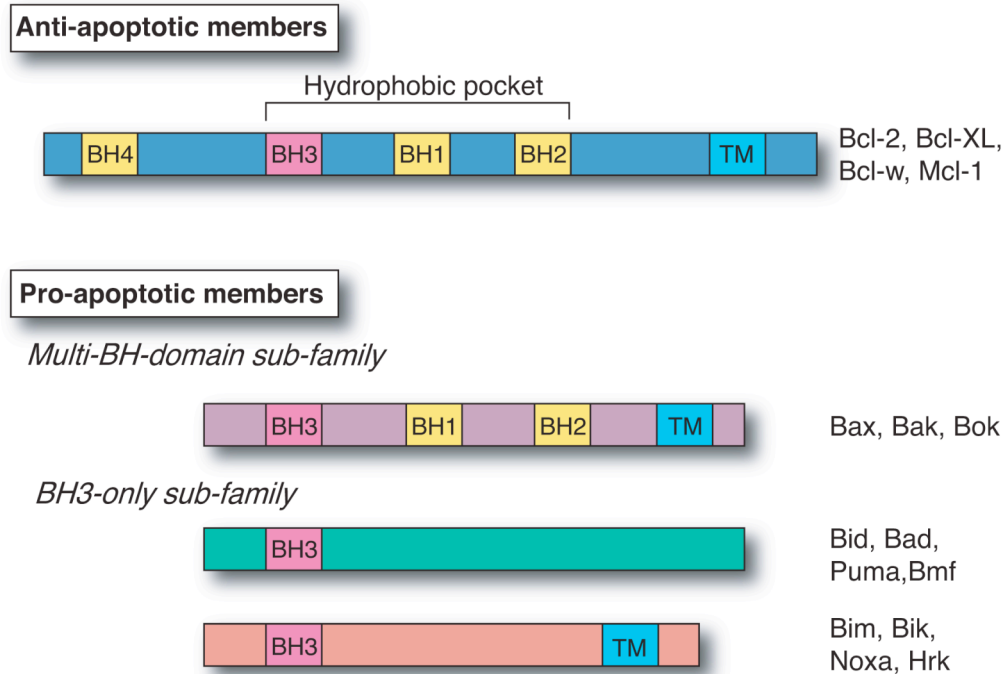 Anti-apoptotic members
Hydrophobic pocket
BH4 BH3 BH1 BH2 TM
Bcl-2, Bcl-XL,
Bcl-w, Mcl-1
Pro-apoptotic members
Multi-BH-domain sub-family
BH3 BH1 BH2 TM
Bax, Bak, Bok
BH3-only sub-family
BH3
Bid, Bad,
Puma,Bmf
BH3 TM
Bim, Bik,
Noxa, Hrk